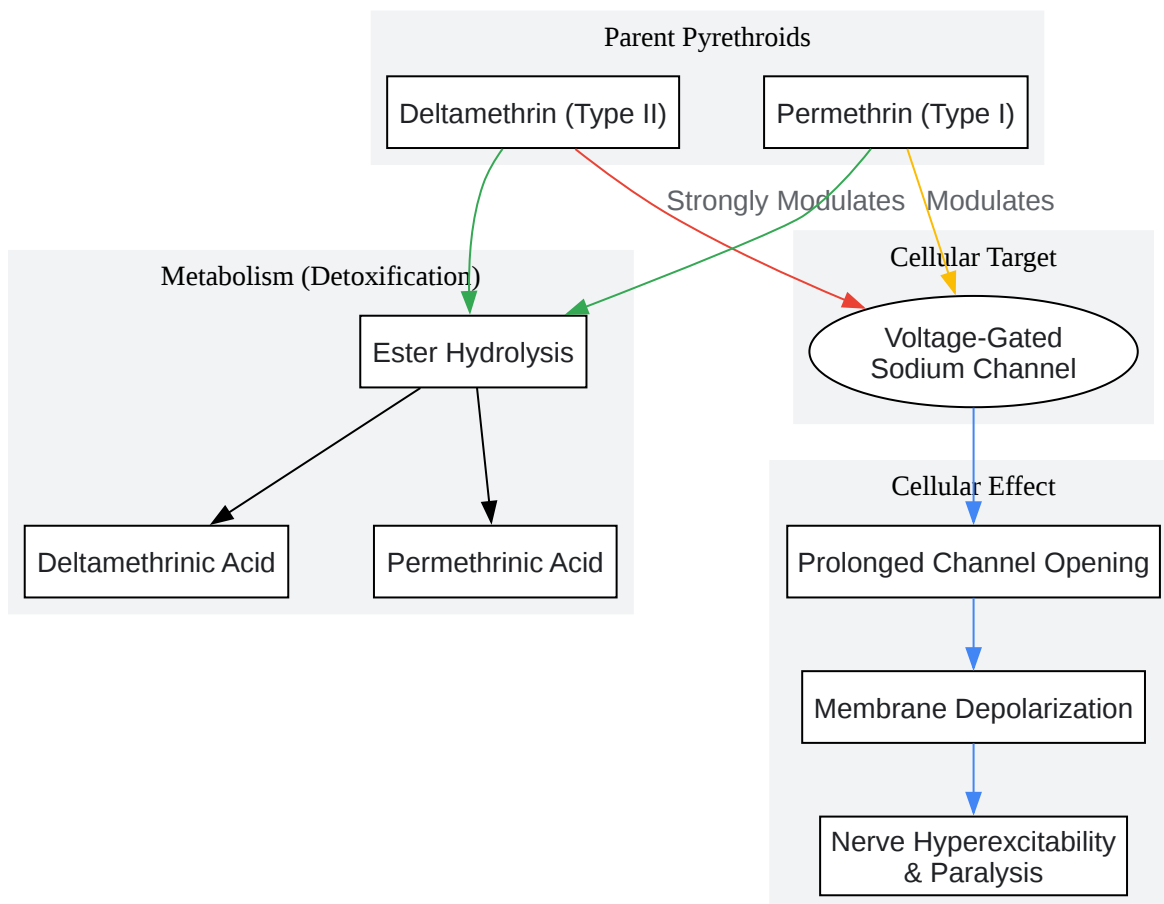 Parent Pyrethroids
Deltamethrin (Type II)
Permethrin (Type I)
Strongly Modulates
Modulates
Metabolism (Detoxification)
Cellular Target
Ester Hydrolysis
Voltage-Gated
Sodium Channel
Cellular Effect
Deltamethrinic Acid
Permethrinic Acid
Prolonged Channel Opening
Membrane Depolarization
Nerve Hyperexcitability
& Paralysis